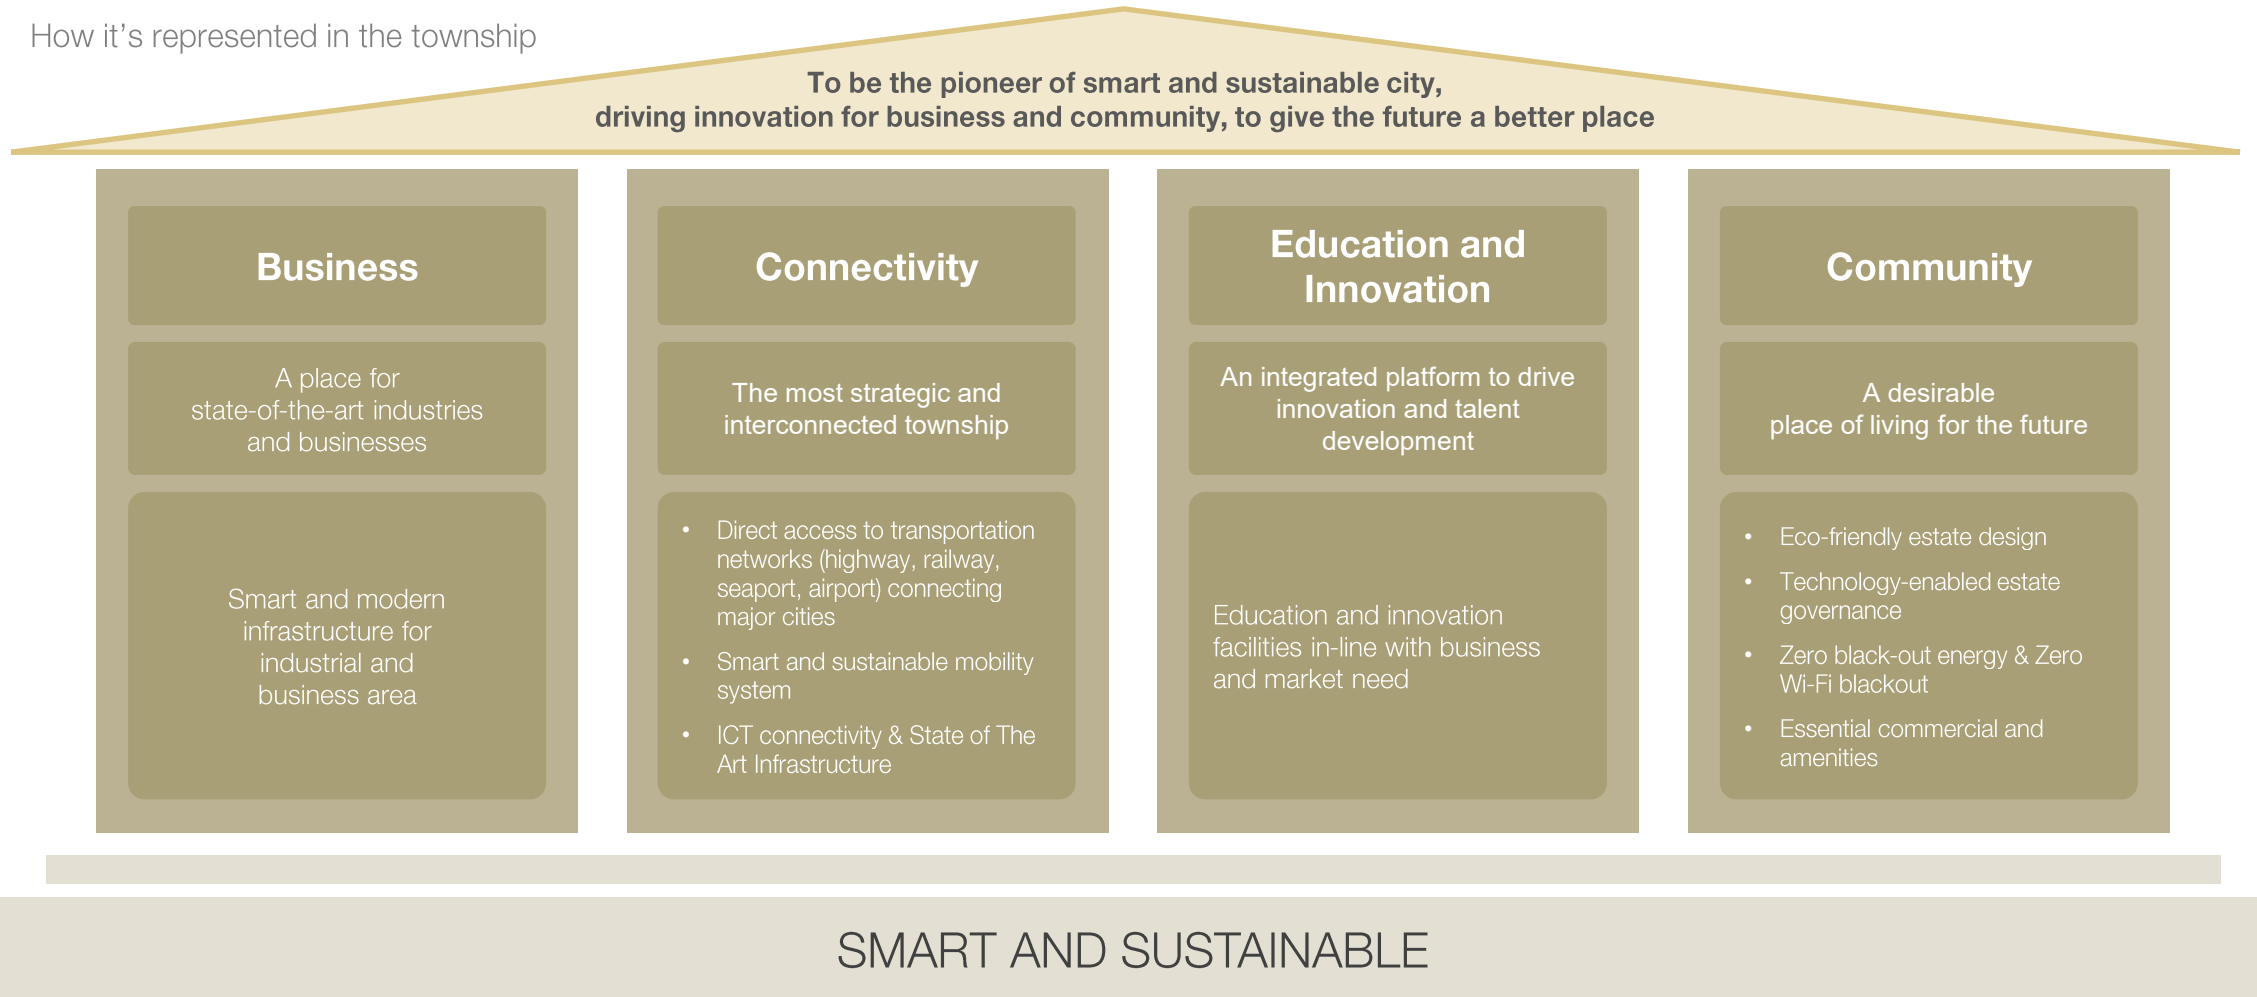 How it’s represented in the township
To be the pioneer of smart and sustainable city,
driving innovation for business and community, to give the future a better place
Business
A place for
state-of-the-art industries
and businesses
Smart and modern
infrastructure for
industrial and
business area
Connectivity
The most strategic and
interconnected township
• Direct access to transportation
networks (highway, railway,
seaport, airport) connecting
major cities
• Smart and sustainable mobility
system
• ICT connectivity & State of The
Art Infrastructure
Education and
Innovation
An integrated platform to drive
innovation and talent
development
Education and innovation
facilities in-line with business
and market need
Community
A desirable
place of living for the future
• Eco-friendly estate design
• Technology-enabled estate
governance
• Zero black-out energy & Zero
Wi-Fi blackout
• Essential commercial and
amenities
SMART AND SUSTAINABLE